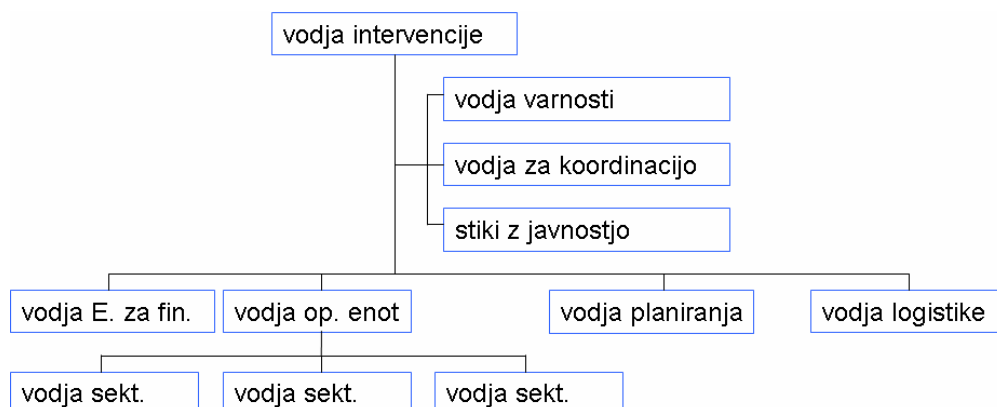 vodja intervencije
vodja varnosti
vodja za koordinacijo
stiki z javnostjo
vodja E. za fin.
vodja op. enot
vodja planiranja
vodja logistike
vodja sekt.
vodja sekt.
vodja sekt.